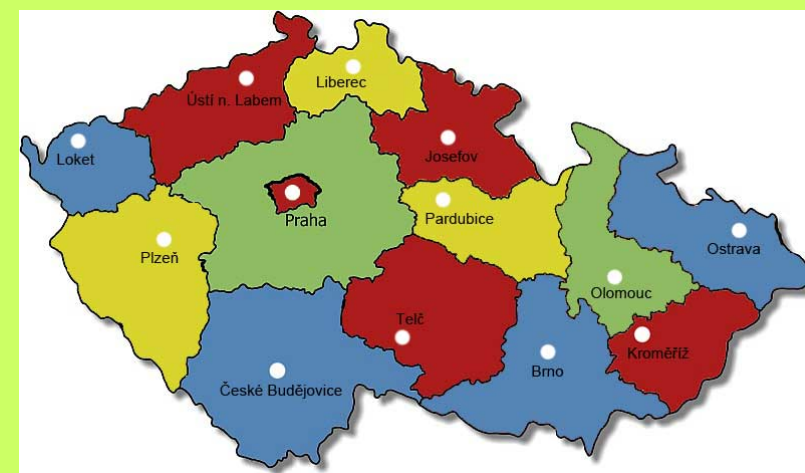 Liberec
Ústí n. Labem
Josefov
Loket
Praha
Pardubice
Plzeň
Ostrava
Olomouc
Telč
Kroměříž
Brno
České Budějovice